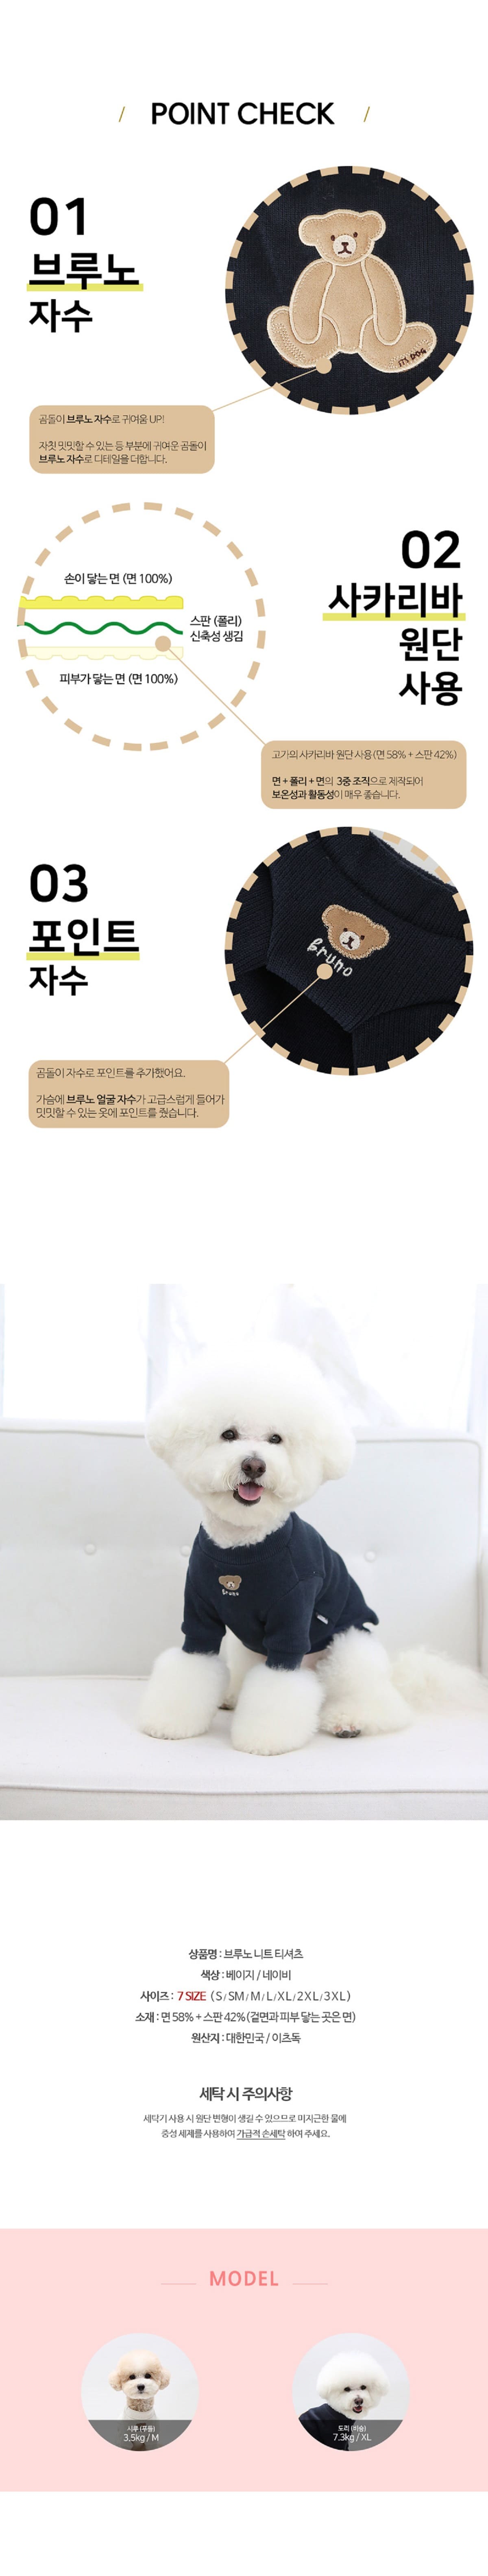 / POINT CHECK /
01
브루노
자수
IT'S DOG
곰돌이 브루노 자수로 귀여움 UP!
자칫 밋밋할 수 있는 등 부분에 귀여운 곰돌이
브루노 자수로 디테일을 더합니다.
02
사카리바
원단
사용
손이 닿는 면 (면 100%)
스판 (폴리)
신축성 생김
피부가 닿는 면 (면 100%)
고가의 사카리바 원단 사용 (면 58% + 스판 42%)
면 + 폴리 + 면의 3중 조직으로 제작되어
보온성과 활동성이 매우 좋습니다.
03
포인트
자수
bruno
곰돌이 자수로 포인트를 추가했어요.
가슴에 브루노 얼굴 자수가 고급스럽게 들어가
밋밋할 수 있는 옷에 포인트를 줬습니다.
bruno
상품명 : 브루노 니트 티셔츠
색상 : 베이지 / 네이비
사이즈 : 7 SIZE (S / SM / M / L / XL / 2XL / 3XL)
소재 : 면 58% + 스판 42% (겉면과 피부 닿는 곳은 면)
원산지 : 대한민국 / 이츠독
세탁 시 주의사항
세탁기 사용 시 원단 변형이 생길 수 있으므로 미지근한 물에
중성 세제를 사용하여 가급적 손세탁 하여 주세요.
MODEL
시루 (푸들)
3.5kg / M
도리 (비숑)
7.3kg / XL